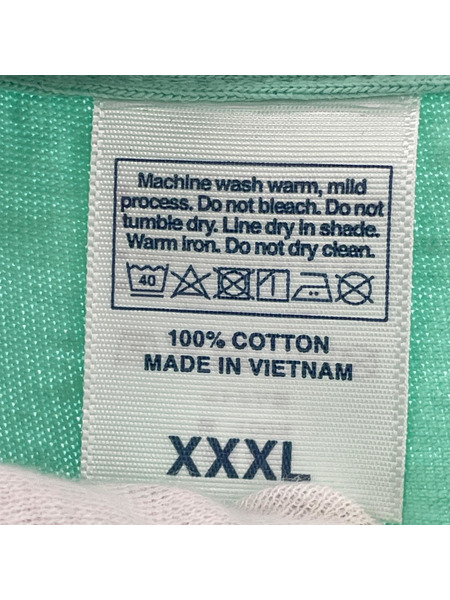 Machine wash warm, mild
process. Do not bleach. Do not
tumble dry. Line dry in shade.
Warm iron. Do not dry clean.
40
100% COTTON
MADE IN VIETNAM
XXXL